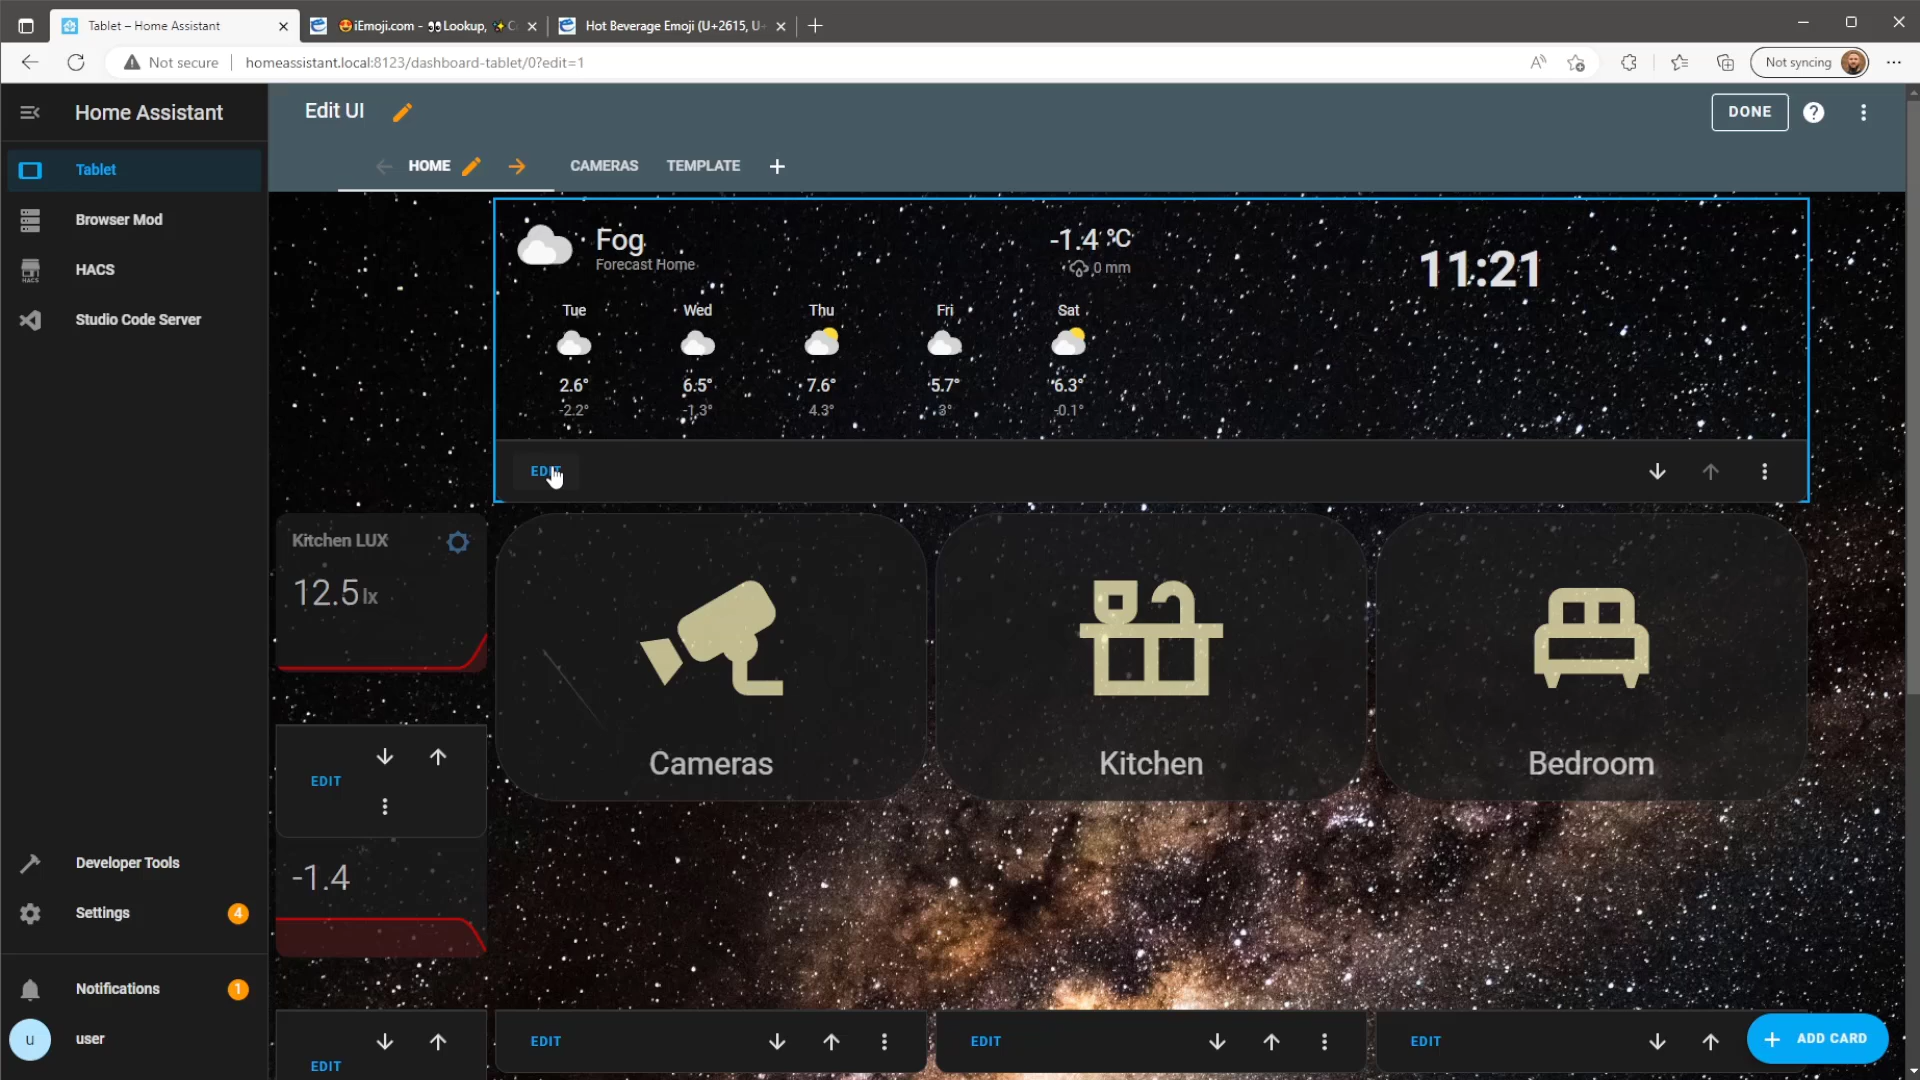 Tablet – Home Assistant
🤩iEmoji.com - 👀Lookup, ✨C
Hot Beverage Emoji (U+2615, U+
Not secure
homeassistant.local:8123/dashboard-tablet/0?edit=1
Not syncing
Home Assistant
Edit UI
DONE
HOME
CAMERAS
TEMPLATE
Tablet
Browser Mod
HACS
HACS
Studio Code Server
Fog
Forecast Home
-1.4 °C
0 mm
11:21
Tue
Wed
Thu
Fri
Sat
2.6°
6.5°
7.6°
5.7°
6.3°
-2.2°
-1.3°
4.3°
3°
-0.1°
EDIT
Kitchen LUX
12.5 lx
Cameras
Kitchen
Bedroom
EDIT
-1.4
Developer Tools
Settings
4
Notifications
1
u
user
EDIT
EDIT
EDIT
EDIT
ADD CARD